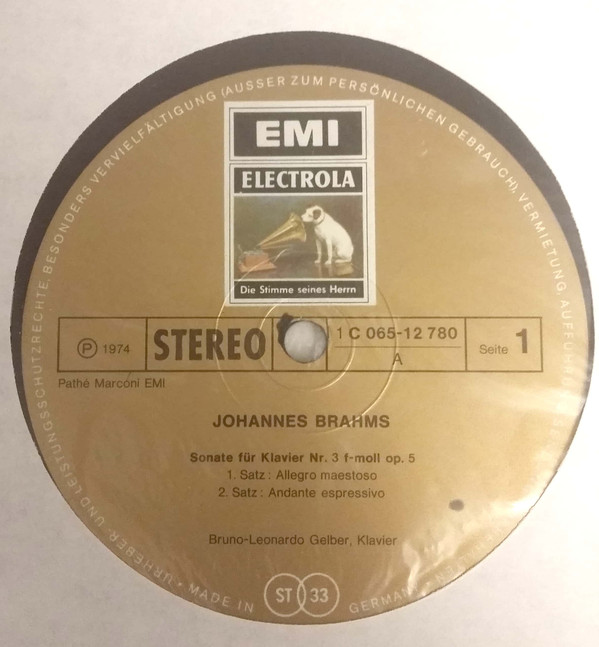 URHEBER- UND LEISTUNGSSCHUTZRECHTE, BESONDERS VERVIELFÄLTIGUNG (AUSSER ZUM PERSÖNLICHEN GEBRAUCH), VERMIETUNG,
EMI
ELECTROLA
Die Stimme seines Herrn
℗ 1974
STEREO
1 C 065-12 780
A
Seite 1
Pathé Marconi EMI
JOHANNES BRAHMS
Sonate für Klavier Nr. 3 f-moll op. 5
1. Satz: Allegro maestoso
2. Satz: Andante espressivo
Bruno-Leonardo Gelber, Klavier
MADE IN
ST 33
GERMANY